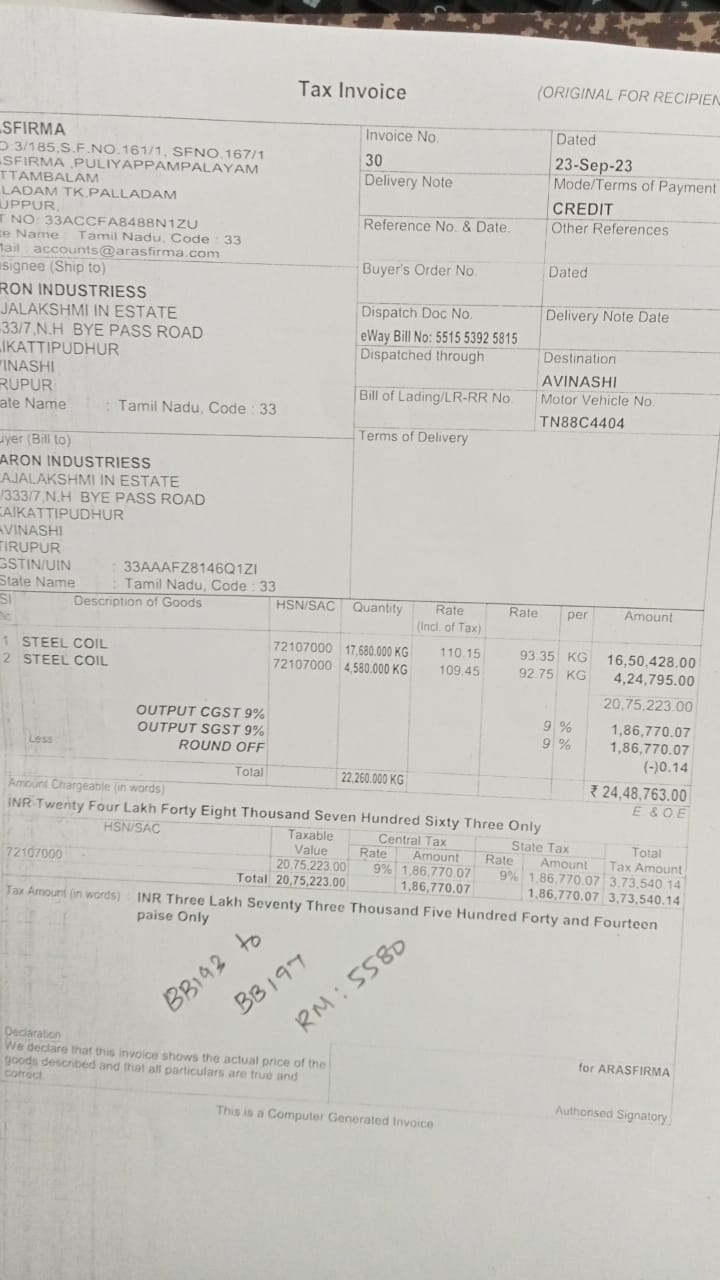 Tax Invoice
(ORIGINAL FOR RECIPIEN
ASFIRMA
O:3/185,S.F.NO.161/1, SFNO.167/1
ASFIRMA ,PULIYAPPAMPALAYAM
TTAMBALAM
LADAM TK,PALLADAM
UPPUR,
T NO: 33ACCFA8488N1ZU
te Name : Tamil Nadu, Code : 33
Mail : accounts@arasfirma.com
Invoice No.
30
Dated
23-Sep-23
Delivery Note
Mode/Terms of Payment
CREDIT
Reference No. & Date.
Other References
Buyer's Order No.
Dated
Dispatch Doc No.
eWay Bill No: 5515 5392 5815
Delivery Note Date
Dispatched through
Destination
AVINASHI
Bill of Lading/LR-RR No.
Motor Vehicle No.
TN88C4404
Terms of Delivery
nsignee (Ship to)
RON INDUSTRIESS
JALAKSHMI IN ESTATE
333/7,N.H BYE PASS ROAD
IKATTIPUDHUR
VINASHI
RUPUR
ate Name : Tamil Nadu, Code : 33
uyer (Bill to)
ARON INDUSTRIESS
AJALAKSHMI IN ESTATE
/333/7,N.H BYE PASS ROAD
KAIKATTIPUDHUR
AVINASHI
TIRUPUR
GSTIN/UIN : 33AAAFZ8146Q1ZI
State Name : Tamil Nadu, Code : 33
Sl No. Description of Goods HSN/SAC Quantity Rate (Incl. of Tax) Rate per Amount
1 STEEL COIL 72107000 17,680.000 KG 110.15 93.35 KG 16,50,428.00
2 STEEL COIL 72107000 4,580.000 KG 109.45 92.75 KG 4,24,795.00
20,75,223.00
OUTPUT CGST 9% 9 % 1,86,770.07
OUTPUT SGST 9% 9 % 1,86,770.07
Less : ROUND OFF (-)0.14
Total 22,260.000 KG ₹ 24,48,763.00
Amount Chargeable (in words) E & O E
INR Twenty Four Lakh Forty Eight Thousand Seven Hundred Sixty Three Only
HSN/SAC Taxable Value Central Tax Rate Amount State Tax Rate Amount Total Tax Amount
72107000 20,75,223.00 9% 1,86,770.07 9% 1,86,770.07 3,73,540.14
Total 20,75,223.00 1,86,770.07 1,86,770.07 3,73,540.14
Tax Amount (in words) : INR Three Lakh Seventy Three Thousand Five Hundred Forty and Fourteen
paise Only
BB193 to
BB197
RM: 5580
Declaration
We declare that this invoice shows the actual price of the
goods described and that all particulars are true and
correct.
for ARASFIRMA
Authorised Signatory
This is a Computer Generated Invoice